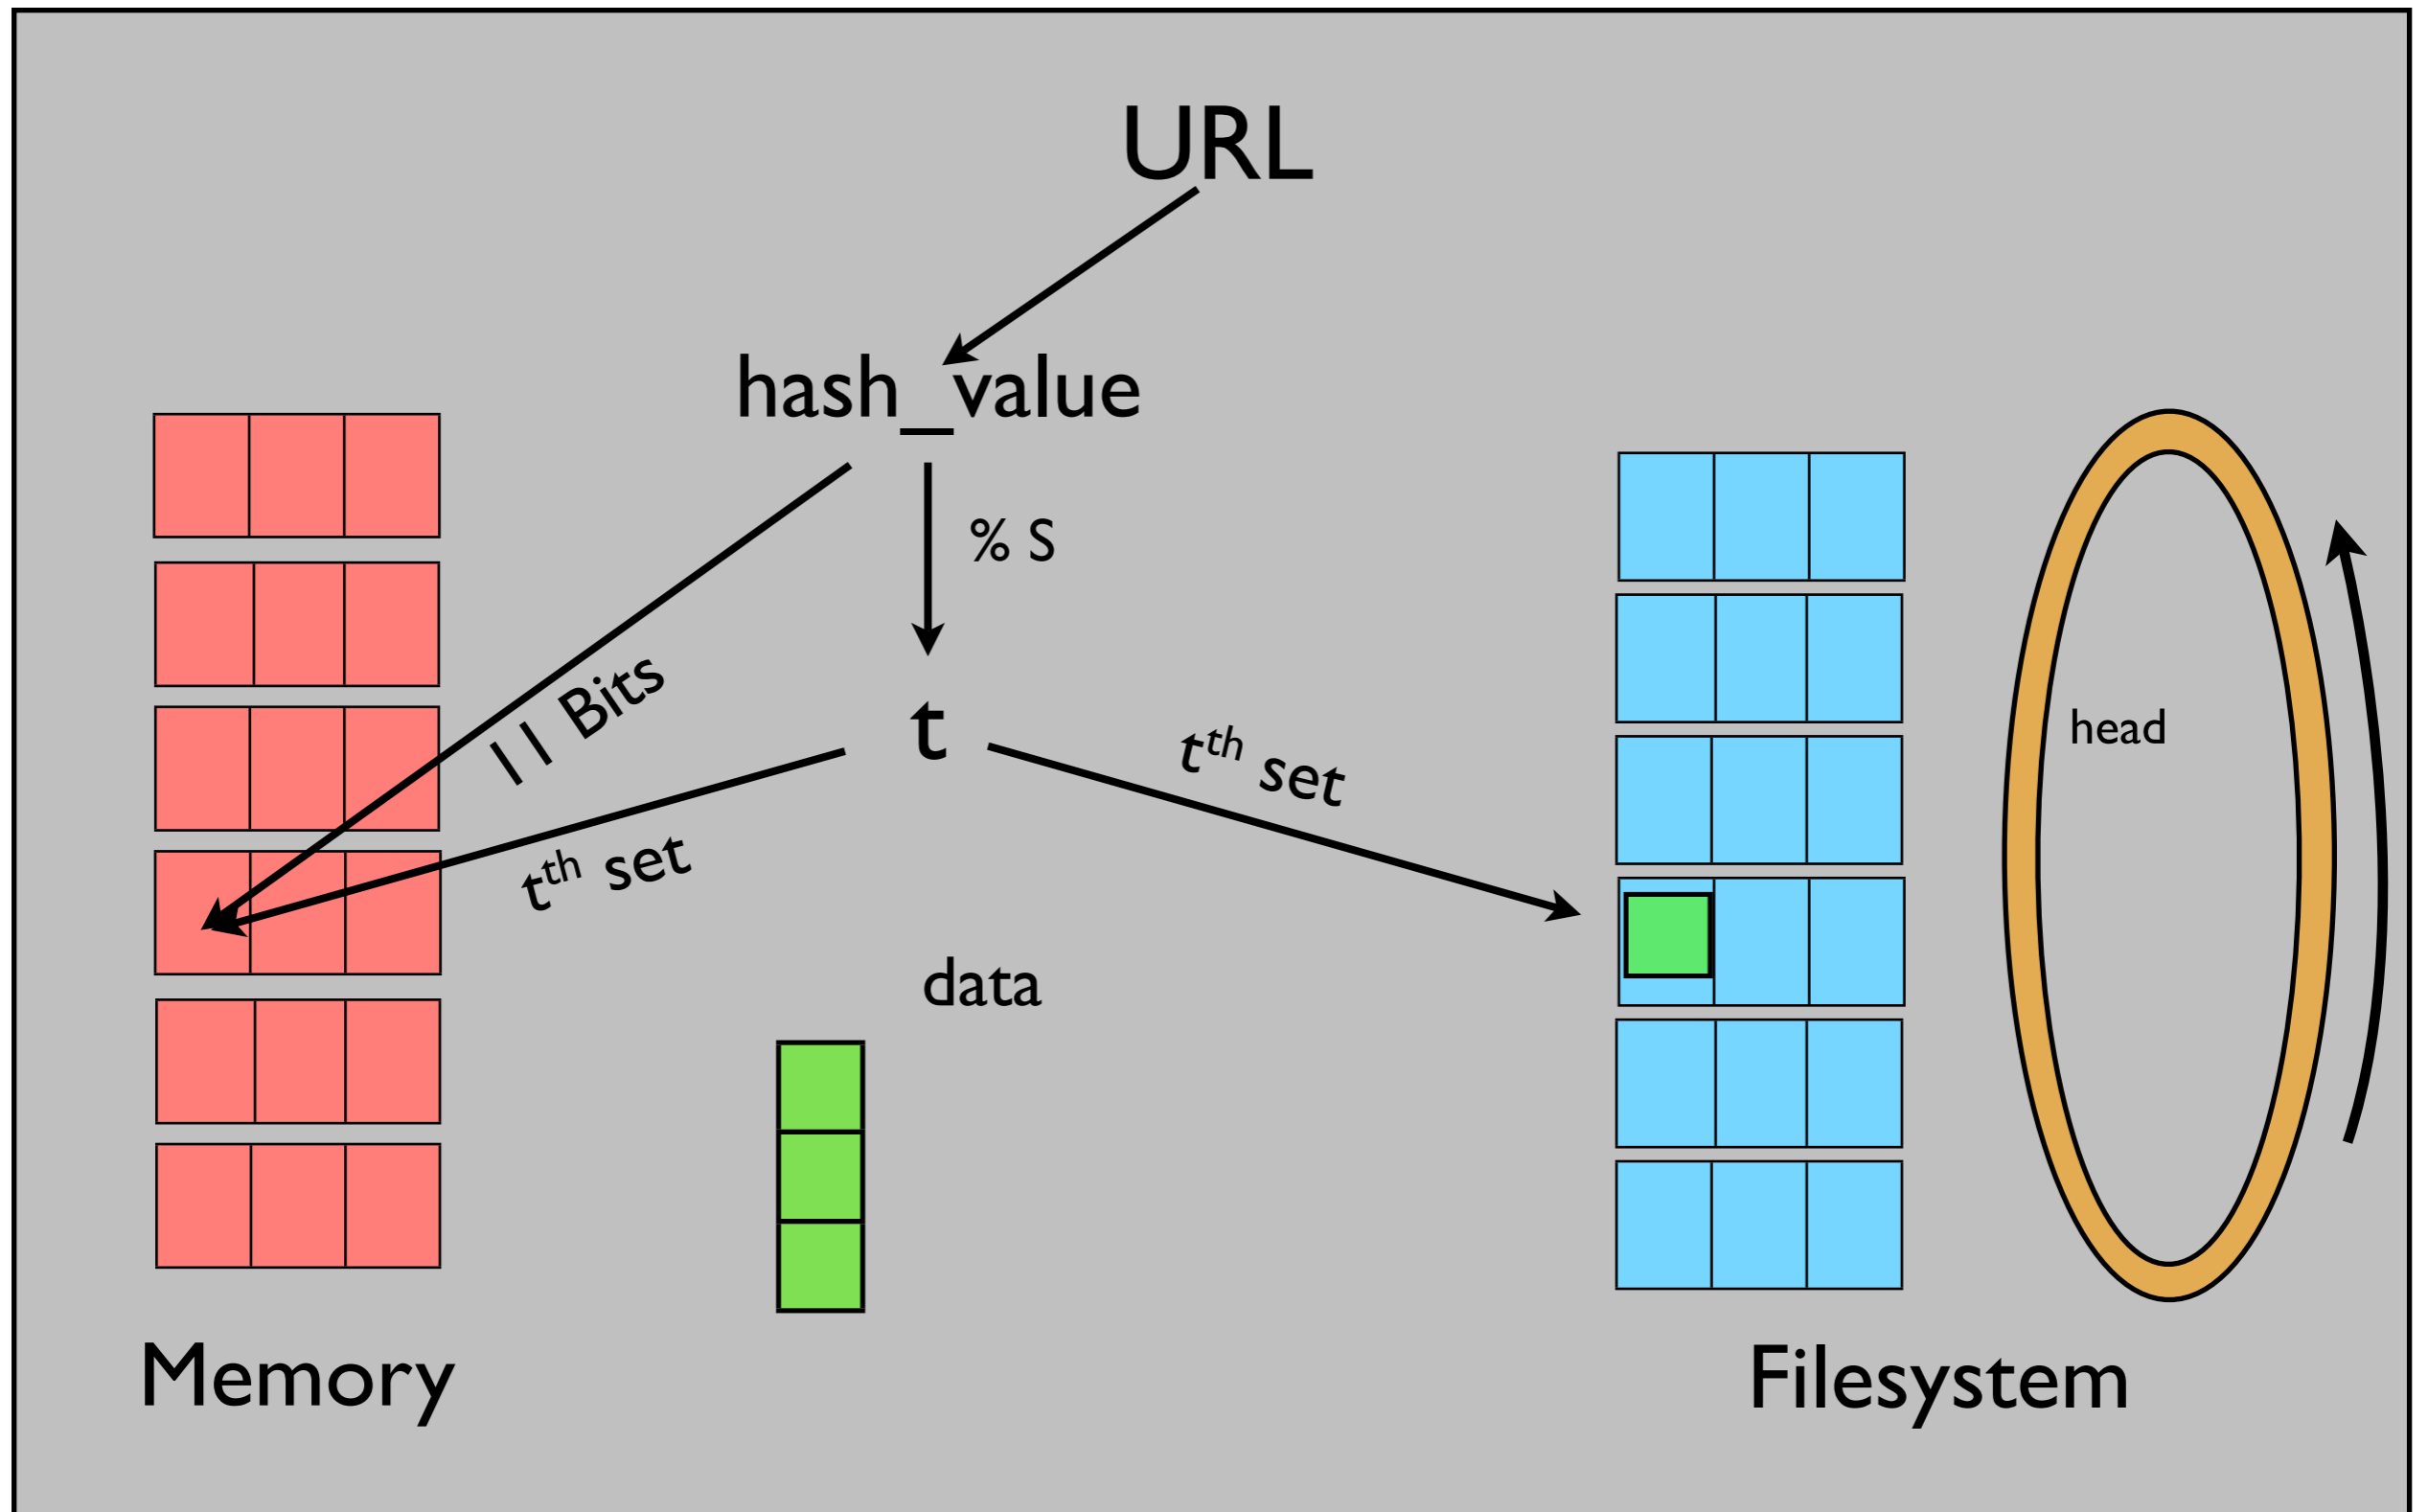 URL
hash_value
% S
11 Bits
t
tth set
tth set
head
data
Memory
Filesystem